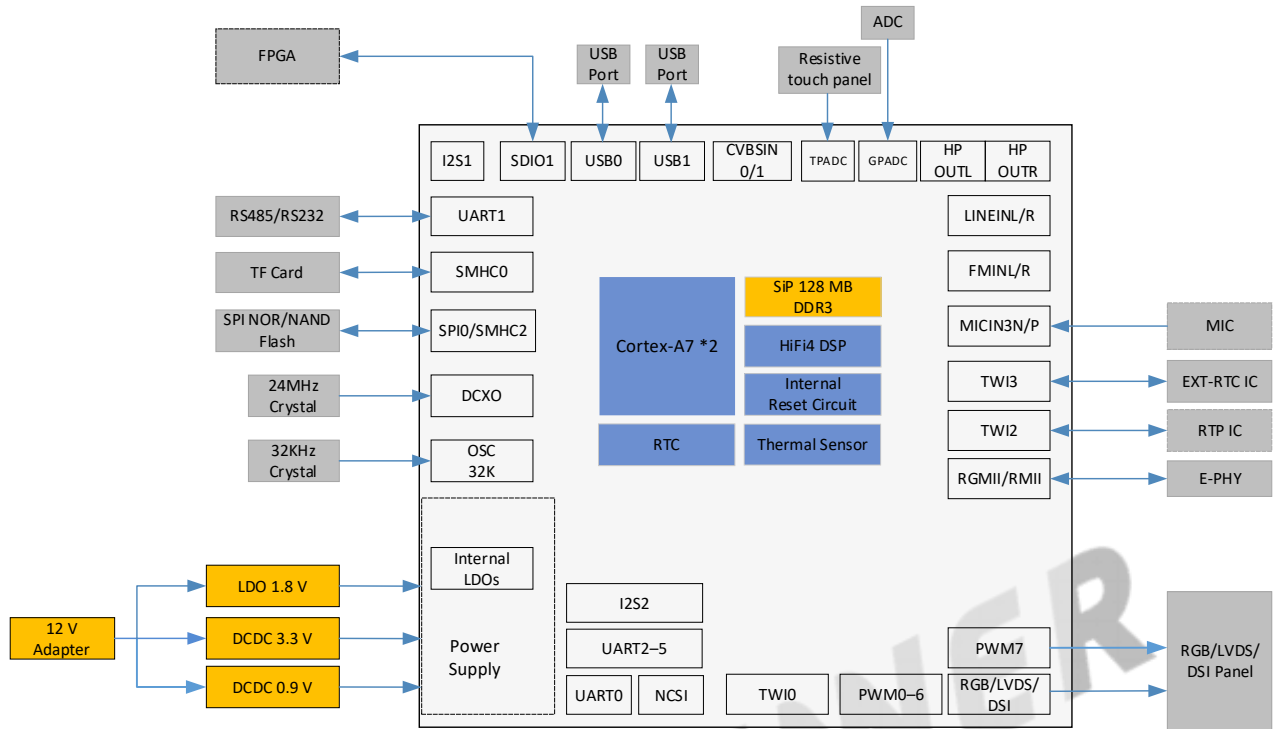 ADC
FPGA
USB
Port
USB
Port
Resistive
touch panel
I2S1
SDIO1
USB0
USB1
CVBSIN
0/1
TPADC
GPADC
HP
OUTL
HP
OUTR
RS485/RS232
UART1
LINEINL/R
TF Card
SMHC0
FMINL/R
SPI NOR/NAND
Flash
SPI0/SMHC2
Cortex-A7 *2
SiP 128 MB
DDR3
HiFi4 DSP
Internal
Reset Circuit
RTC
Thermal Sensor
MICIN3N/P
MIC
24MHz
Crystal
DCXO
TWI3
EXT-RTC IC
32KHz
Crystal
OSC
32K
TWI2
RTP IC
RGMII/RMII
E-PHY
Internal
LDOs
LDO 1.8 V
12 V
Adapter
DCDC 3.3 V
DCDC 0.9 V
Power
Supply
I2S2
UART2–5
UART0
NCSI
TWI0
PWM0–6
PWM7
RGB/LVDS/
DSI
RGB/LVDS/
DSI Panel